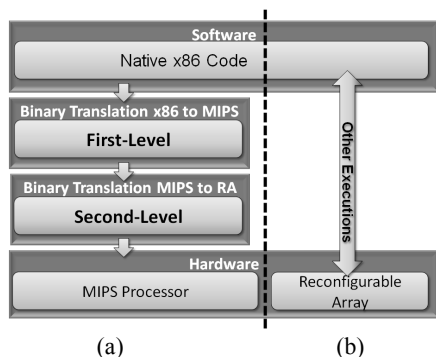 Software
Native x86 Code
Binary Translation x86 to MIPS
First-Level
Binary Translation MIPS to RA
Second-Level
Other Executions
Hardware
MIPS Processor
Reconfigurable
Array
(a)
(b)